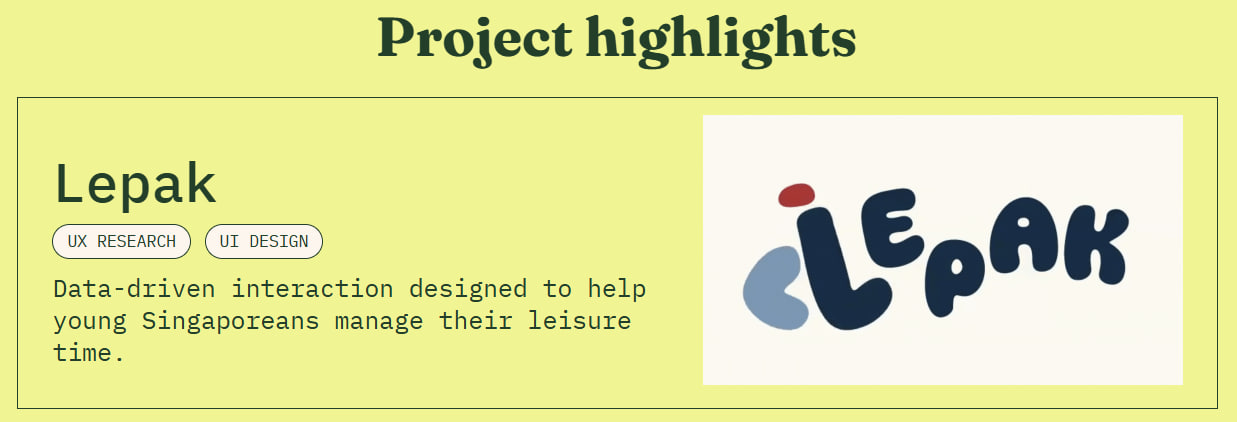 Project highlights
Lepak
UX RESEARCH
UI DESIGN
Data-driven interaction designed to help
young Singaporeans manage their leisure
time.
LEPAK